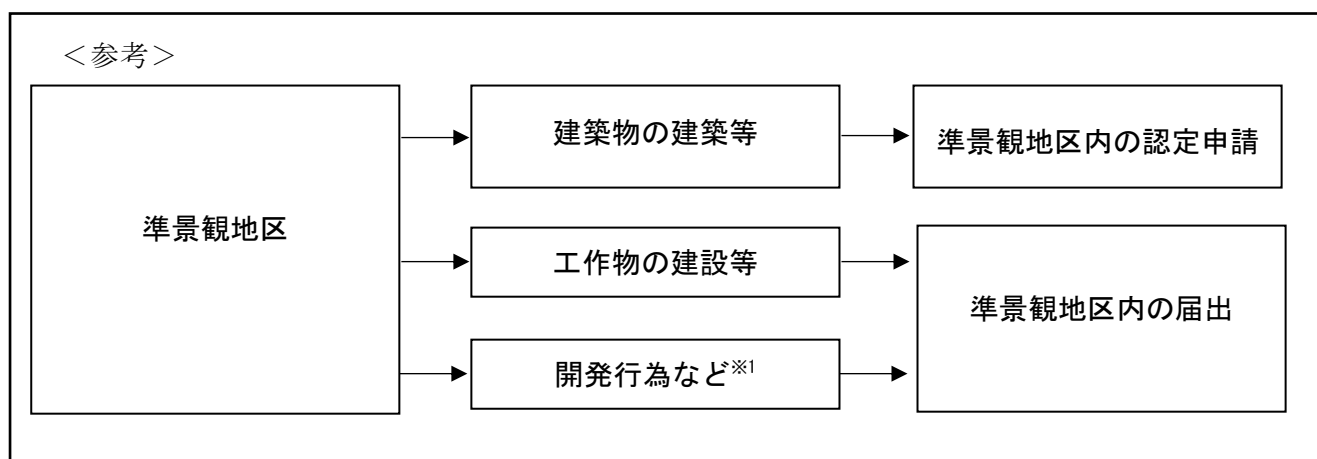 <参考>
準景観地区
建築物の建築等
準景観地区内の認定申請
工作物の建設等
開発行為など※1
準景観地区内の届出